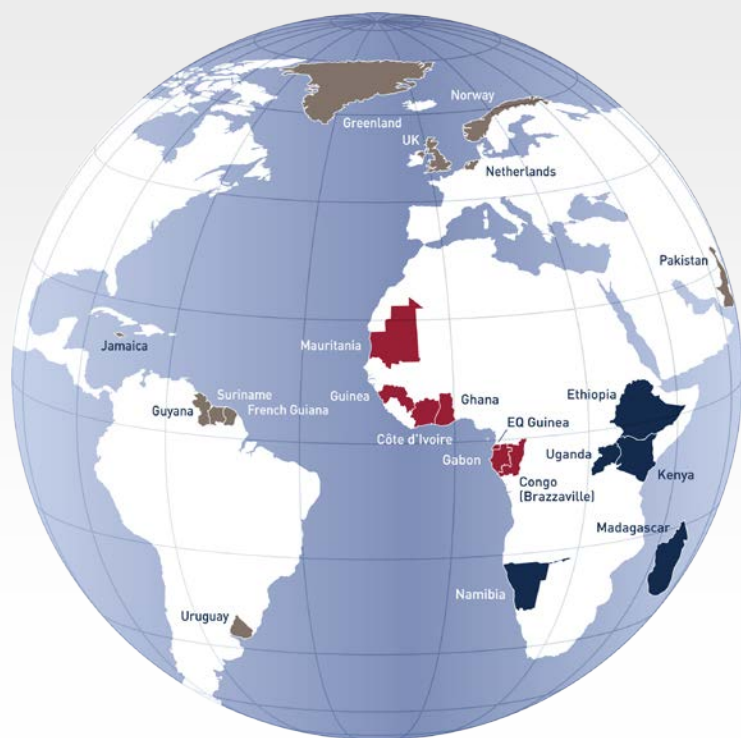 Norway
Greenland
UK
Netherlands
Pakistan
Jamaica
Mauritania
Suriname
Guyana
French Guiana
Guinea
Ghana
Ethiopia
Côte d'Ivoire
EQ Guinea
Gabon
Uganda
Kenya
Congo
(Brazzaville)
Madagascar
Namibia
Uruguay